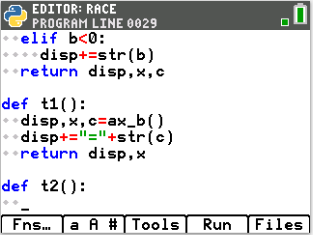 EDITOR: RACE
PROGRAM LINE 0029
elif b<0:
disp+=str(b)
return disp,x,c
def t1():
disp,x,c=ax_b()
disp+="="+str(c)
return disp,x
def t2():
_
Fns… a A # Tools Run Files